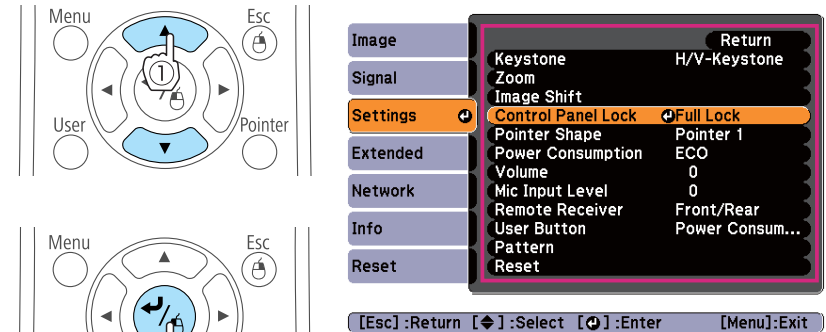 Menu
Esc
1
User
Pointer
Menu
Esc
Image
Signal
Settings
Extended
Network
Info
Reset
Return
Keystone H/V-Keystone
Zoom
Image Shift
Control Panel Lock Full Lock
Pointer Shape Pointer 1
Power Consumption ECO
Volume 0
Mic Input Level 0
Remote Receiver Front/Rear
User Button Power Consum...
Pattern
Reset
[Esc] :Return [◆] :Select [⏎] :Enter [Menu]:Exit